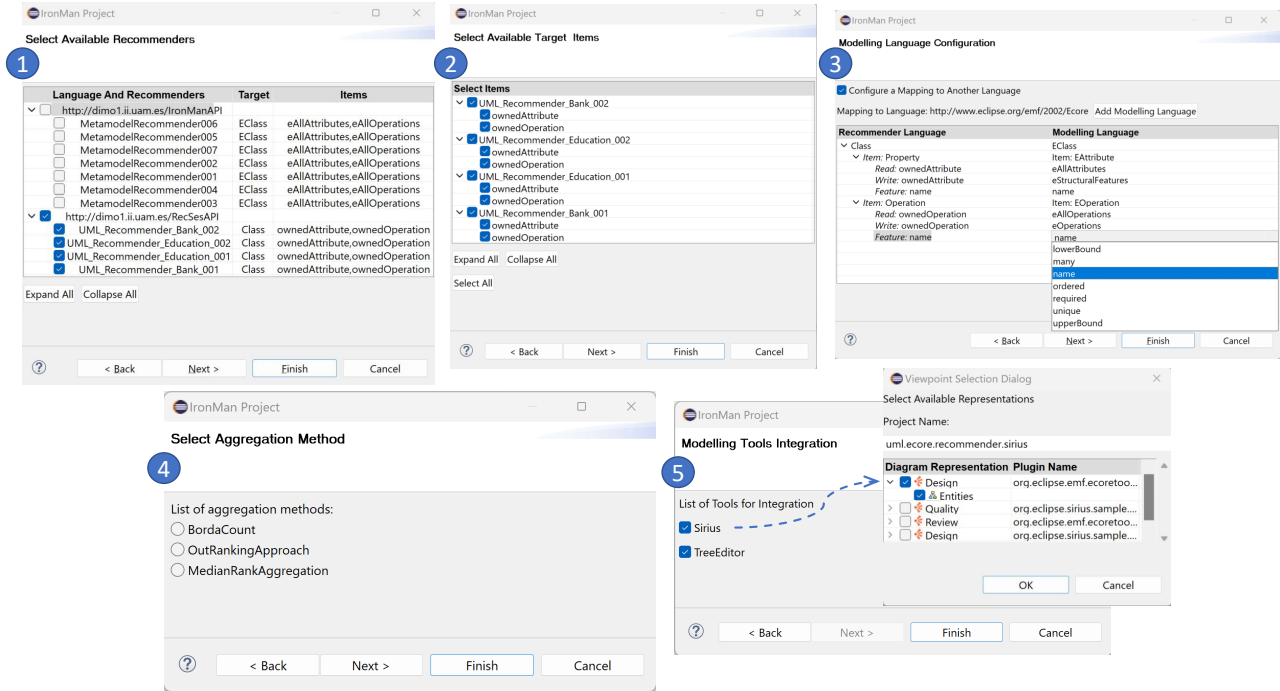 IronMan Project
Select Available Recommenders
1
Language And Recommenders Target Items
http://dimo1.ii.uam.es/IronManAPI
MetamodelRecommender006 EClass eAllAttributes,eAllOperations
MetamodelRecommender005 EClass eAllAttributes,eAllOperations
MetamodelRecommender007 EClass eAllAttributes,eAllOperations
MetamodelRecommender002 EClass eAllAttributes,eAllOperations
MetamodelRecommender001 EClass eAllAttributes,eAllOperations
MetamodelRecommender004 EClass eAllAttributes,eAllOperations
MetamodelRecommender003 EClass eAllAttributes,eAllOperations
http://dimo1.ii.uam.es/RecSesAPI
UML_Recommender_Bank_002 Class ownedAttribute,ownedOperation
UML_Recommender_Education_002 Class ownedAttribute,ownedOperation
UML_Recommender_Education_001 Class ownedAttribute,ownedOperation
UML_Recommender_Bank_001 Class ownedAttribute,ownedOperation
Expand All Collapse All
? < Back Next > Finish Cancel
IronMan Project
Select Available Target Items
2
Select Items
UML_Recommender_Bank_002
ownedAttribute
ownedOperation
UML_Recommender_Education_002
ownedAttribute
ownedOperation
UML_Recommender_Education_001
ownedAttribute
ownedOperation
UML_Recommender_Bank_001
ownedAttribute
ownedOperation
Expand All Collapse All
Select All
? < Back Next > Finish Cancel
IronMan Project
Modelling Language Configuration
3
Configure a Mapping to Another Language
Mapping to Language: http://www.eclipse.org/emf/2002/Ecore Add Modelling Language
Recommender Language Modelling Language
Class EClass
Item: Property Item: EAttribute
Read: ownedAttribute eAllAttributes
Write: ownedAttribute eStructuralFeatures
Feature: name name
Item: Operation Item: EOperation
Read: ownedOperation eAllOperations
Write: ownedOperation eOperations
Feature: name name
lowerBound
many
name
ordered
required
unique
upperBound
? < Back Next > Finish Cancel
IronMan Project
Select Aggregation Method
4
List of aggregation methods:
BordaCount
OutRankingApproach
MedianRankAggregation
? < Back Next > Finish Cancel
IronMan Project
Modelling Tools Integration
5
List of Tools for Integration
Sirius
TreeEditor
? < Back Next > Finish Cancel
Viewpoint Selection Dialog
Select Available Representations
Project Name:
uml.ecore.recommender.sirius
Diagram Representation Plugin Name
Design org.eclipse.emf.ecoretoo...
Entities
Quality org.eclipse.sirius.sample....
Review org.eclipse.emf.ecoretoo...
Design org.eclipse.sirius.sample....
OK Cancel